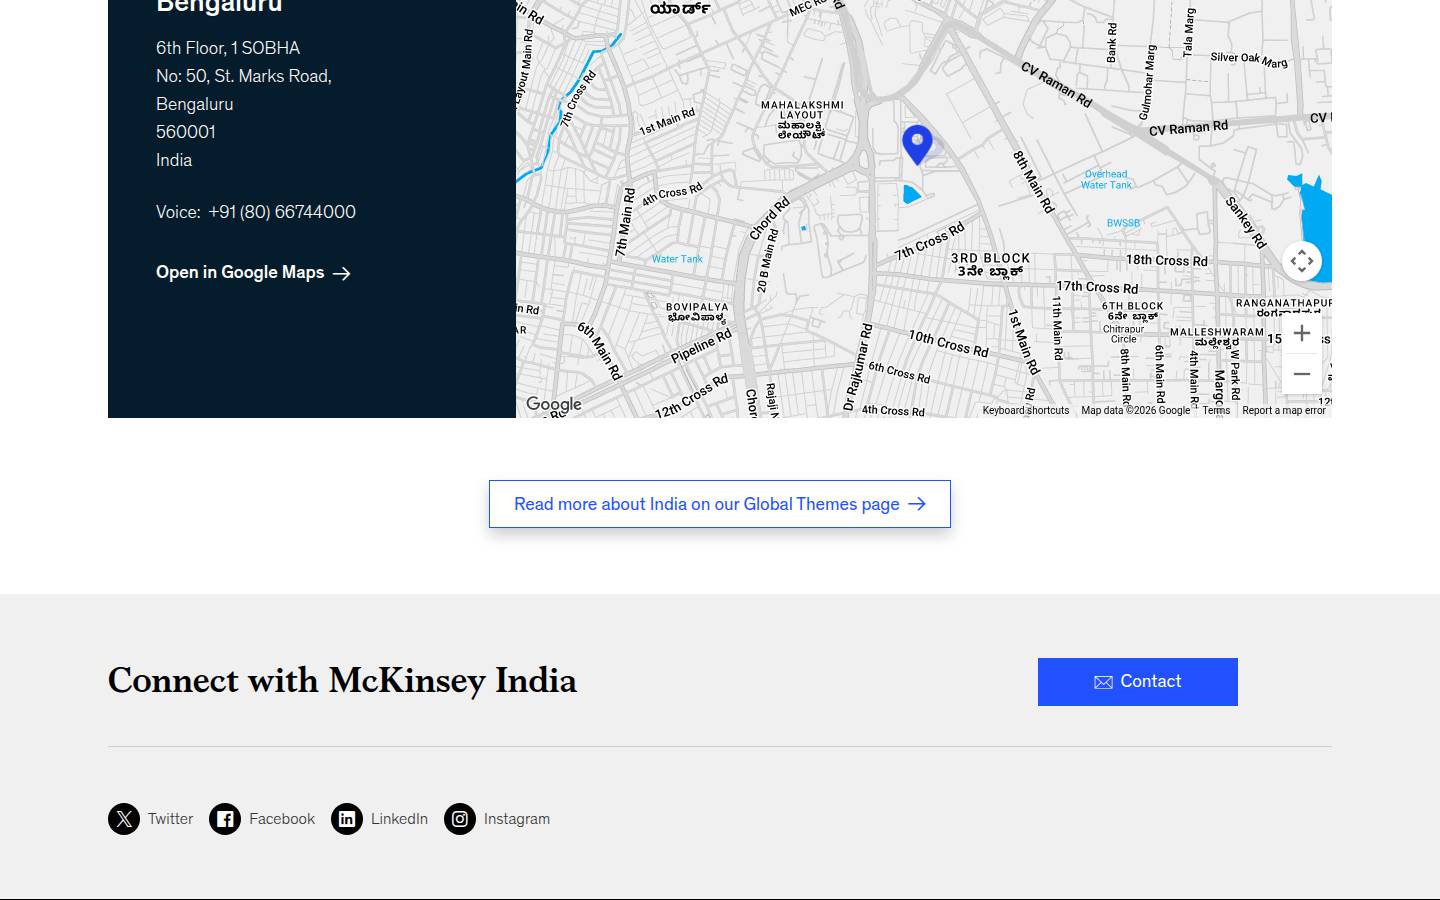 Bengaluru
6th Floor, 1 SOBHA
No: 50, St. Marks Road,
Bengaluru
560001
India
Voice: +91 (80) 66744000
Open in Google Maps
ಯಾರ್ಡ್
CV Raman Rd
Bank Rd
Gulmohar Marg
Tala Marg
Silver Oak Marg
CV Raman Rd
7th Cross Rd
1st Main Rd
MAHALAKSHMI
LAYOUT
ಮಹಾಲಕ್ಷ್ಮಿ
ಲೇಯೌಟ್
8th Main Rd
Overhead
Water Tank
BWSSB
4th Cross Rd
7th Main Rd
Chord Rd
20 B Main Rd
Water Tank
7th Cross Rd
3RD BLOCK
3ನೇ ಬ್ಲಾಕ್
18th Cross Rd
Sankey Rd
17th Cross Rd
BOVIPALYA
ಭೋವಿಪಾಳ್ಯ
6TH BLOCK
6ನೇ ಬ್ಲಾಕ್
Chitrapur
Circle
MALLESHWARAM
ಮಲ್ಲೇಶ್ವರ
6th Main Rd
Pipeline Rd
12th Cross Rd
10th Cross Rd
6th Cross Rd
4th Cross Rd
Dr Rajkumar Rd
1st Main Rd
11th Main Rd
8th Main Rd
6th Main Rd
4th Main Rd
W Park Rd
Google
Keyboard shortcuts
Map data ©2026 Google
Terms
Report a map error
Read more about India on our Global Themes page
Connect with McKinsey India
Contact
Twitter
Facebook
LinkedIn
Instagram